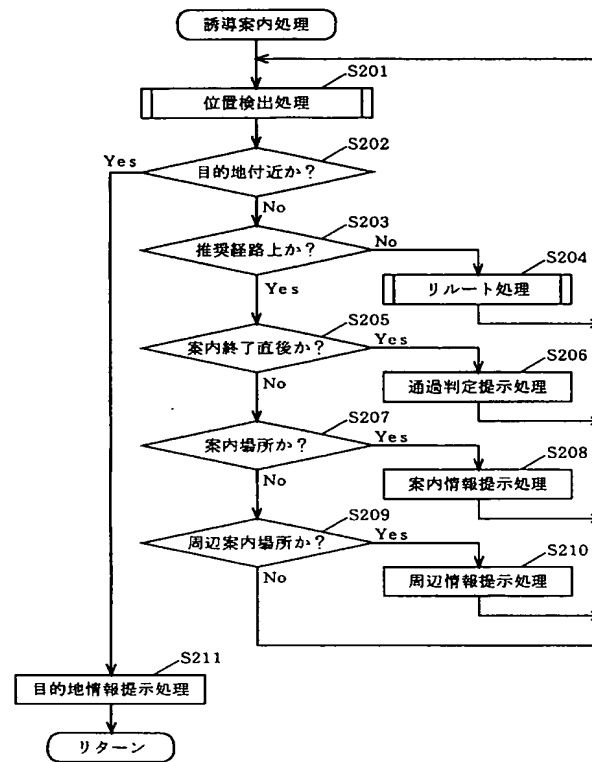 誘導案内処理
S201
位置検出処理
S202
Yes
目的地付近か？
No
S203
推奨経路上か？
No
S204
Yes
リルート処理
S205
案内終了直後か？
Yes
S206
No
通過判定提示処理
S207
案内場所か？
Yes
S208
No
案内情報提示処理
S209
周辺案内場所か？
Yes
S210
No
周辺情報提示処理
S211
目的地情報提示処理
リターン